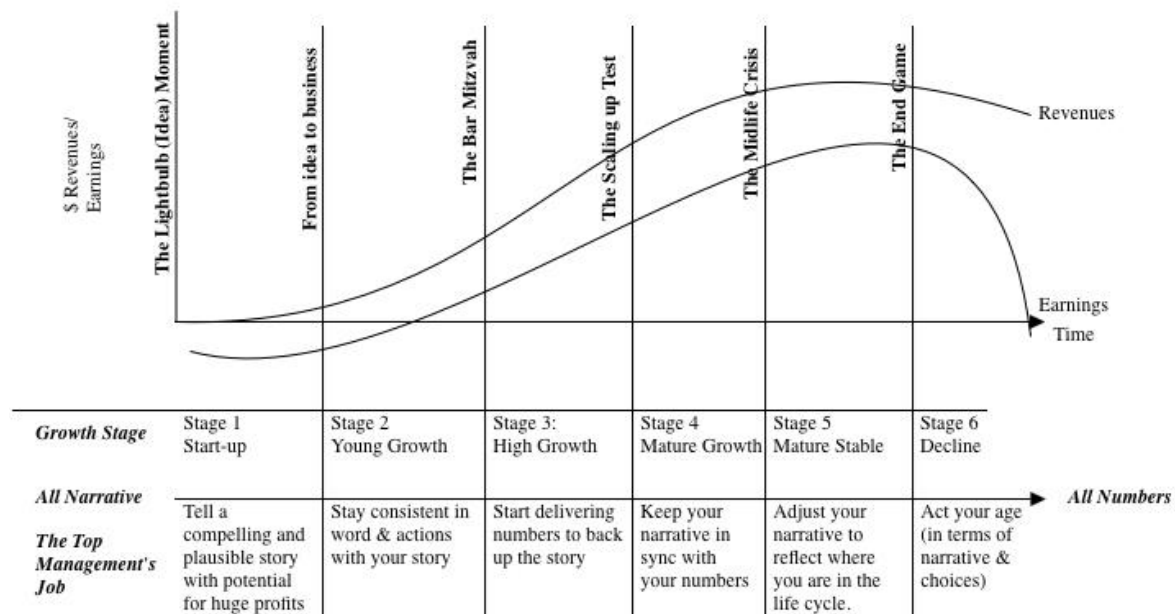 $ Revenues/
Earnings
The Lightbulb (Idea) Moment
From idea to business
The Bar Mitzvah
The Scaling up Test
The Midlife Crisis
The End Game
Revenues
Earnings
Time
Growth Stage
Stage 1
Start-up
Stage 2
Young Growth
Stage 3:
High Growth
Stage 4
Mature Growth
Stage 5
Mature Stable
Stage 6
Decline
All Narrative
All Numbers
The Top
Management's
Job
Tell a
compelling and
plausible story
with potential
for huge profits
Stay consistent in
word & actions
with your story
Start delivering
numbers to back
up the story
Keep your
narrative in
sync with
your numbers
Adjust your
narrative to
reflect where
you are in the
life cycle.
Act your age
(in terms of
narrative &
choices)